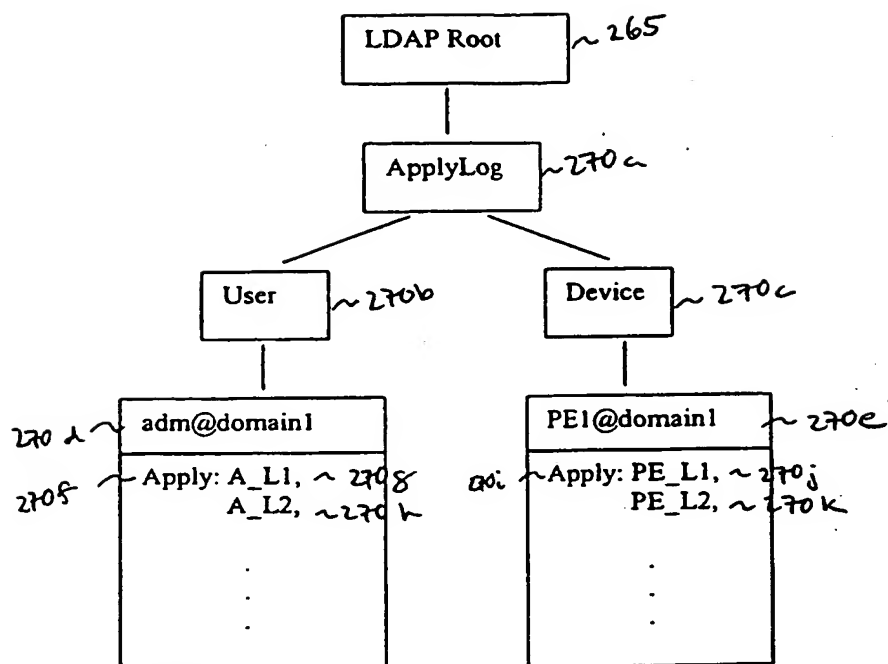 LDAP Root ~ 265
ApplyLog ~ 270a
User ~ 270b
Device ~ 270c
270d ~ adm@domain1
PE1@domain1 ~ 270e
270f ~ Apply: A_L1, ~ 270g
A_L2, ~ 270h
270i ~ Apply: PE_L1, ~ 270j
PE_L2, ~ 270k